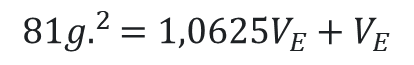 81g.² = 1,0625V_E + V_E